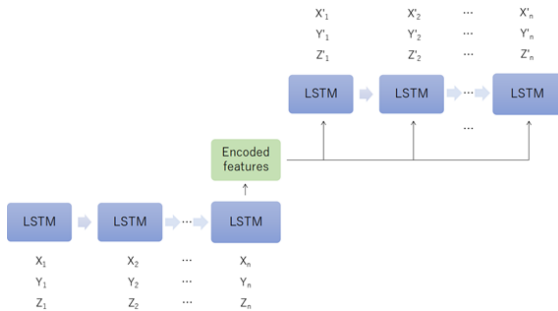 X'₁ X'₂ ... X'ₙ
Y'₁ Y'₂ ... Y'ₙ
Z'₁ Z'₂ ... Z'ₙ
LSTM LSTM ... LSTM
...
Encoded
features
LSTM LSTM ... LSTM
X₁ X₂ ... Xₙ
Y₁ Y₂ ... Yₙ
Z₁ Z₂ ... Zₙ